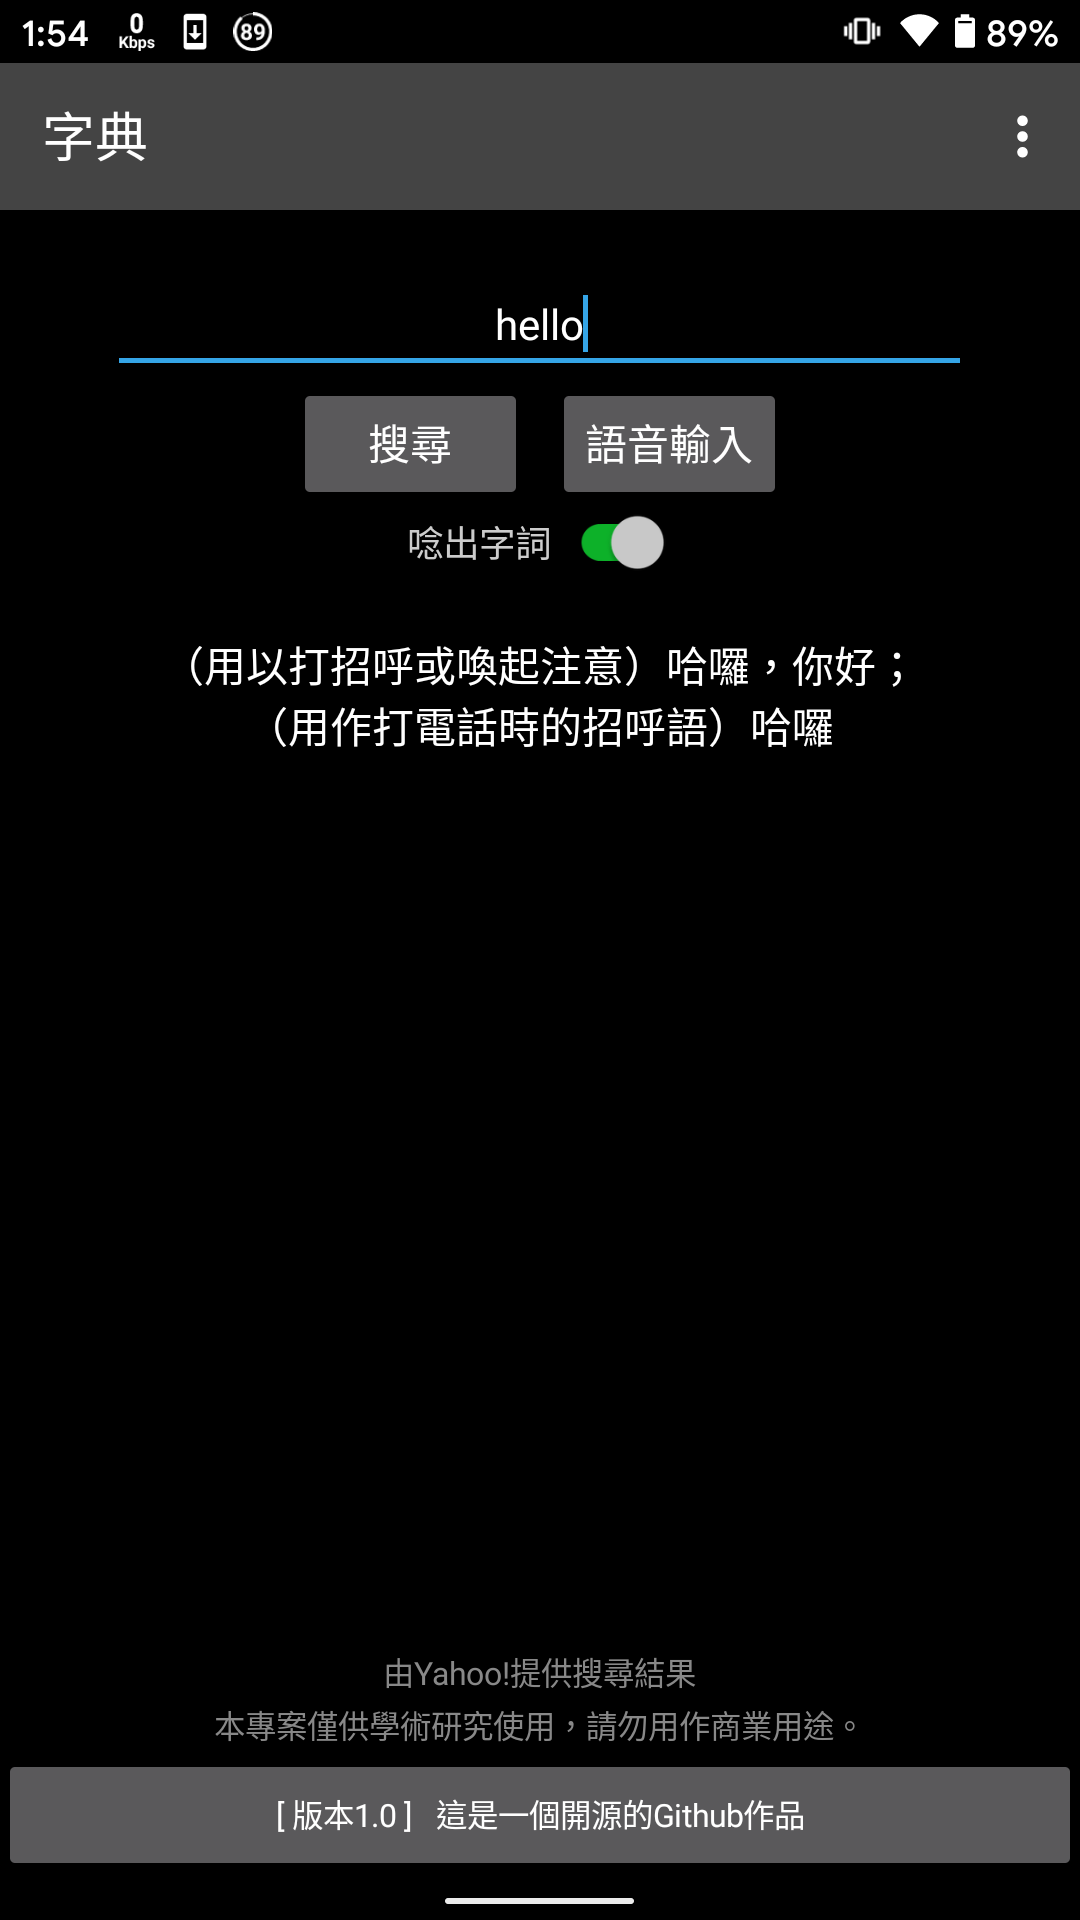 1:54 0 Kbps 89 89%
字典
hello
搜尋 語音輸入
唸出字詞
（用以打招呼或喚起注意）哈囉，你好；
（用作打電話時的招呼語）哈囉
由Yahoo!提供搜尋結果
本專案僅供學術研究使用，請勿用作商業用途。
[ 版本1.0 ] 這是一個開源的Github作品